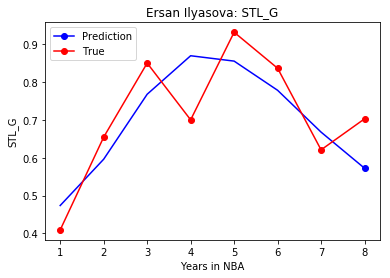 Ersan Ilyasova: STL_G
Prediction
True
STL_G
0.9
0.8
0.7
0.6
0.5
0.4
1 2 3 4 5 6 7 8
Years in NBA